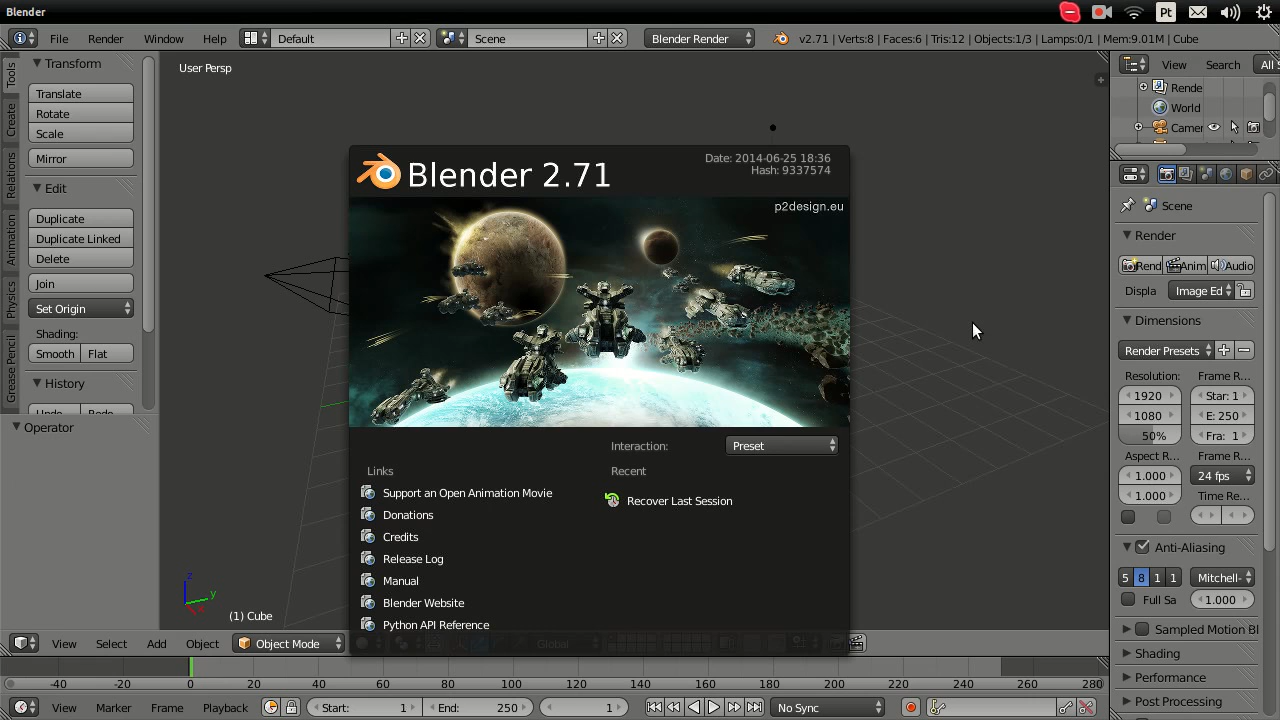 Blender
Pt
File Render Window Help Default Scene Blender Render v2.71 | Verts:8 | Faces:6 | Tris:12 | Objects:1/3 | Lamps:0/1 | Mem:9.01M | Cube
Tools
Create
Relations
Animation
Physics
Grease Pencil
Transform
Translate
Rotate
Scale
Mirror
Edit
Duplicate
Duplicate Linked
Delete
Join
Set Origin
Shading:
Smooth Flat
History
Undo Redo
Operator
User Persp
Blender 2.71
Date: 2014-06-25 18:36
Hash: 9337574
p2design.eu
Interaction: Preset
Links
Recent
Support an Open Animation Movie
Recover Last Session
Donations
Credits
Release Log
Manual
Blender Website
Python API Reference
z
y
x
(1) Cube
View Search All S
Rende
World
Camer
Scene
Render
Rend Anim Audio
Displa Image Ed
Dimensions
Render Presets
Resolution: Frame R...
1920 Star: 1
1080 E: 250
50% Fra: 1
Aspect R... Frame R...
1.000 24 fps
1.000 Time Re...
Anti-Aliasing
5 8 1 1 Mitchell-
Full Sa 1.000
Sampled Motion Bl
Shading
Performance
Post Processing
View Select Add Object Object Mode Global
-40 -20 0 20 40 60 80 100 120 140 160 180 200 220 240 260 280
View Marker Frame Playback Start: 1 End: 250 1 No Sync